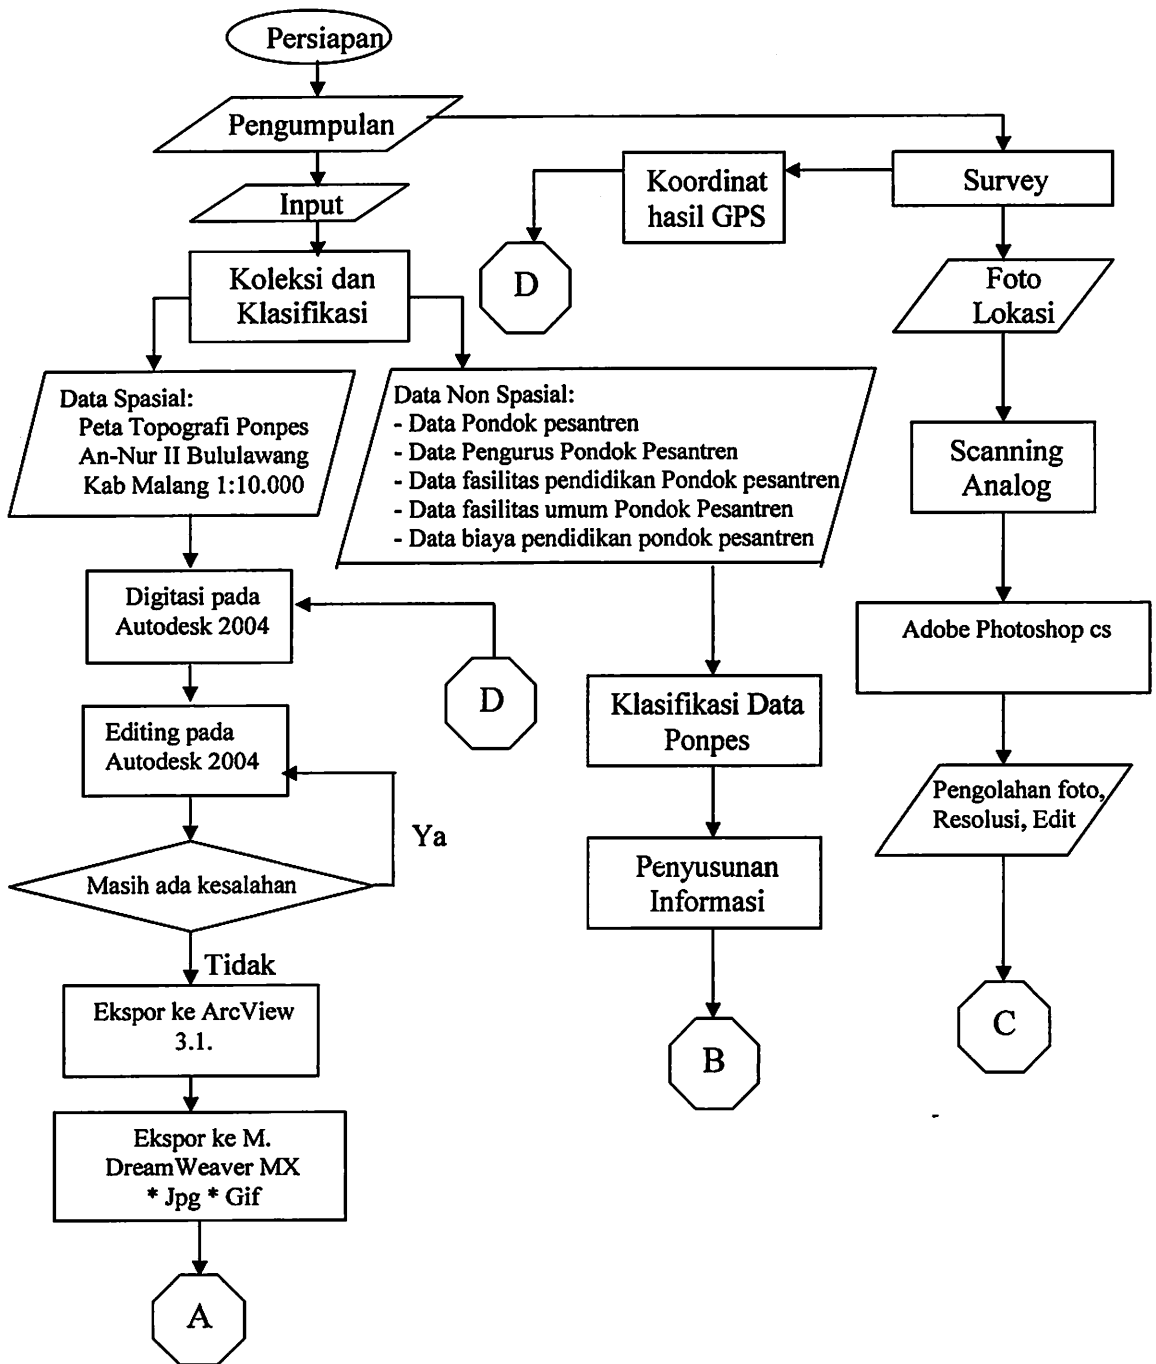 Persiapan
Pengumpulan
Input
Koleksi dan
Klasifikasi
Koordinat
hasil GPS
Survey
D
Foto
Lokasi
Data Spasial:
Peta Topografi Ponpes
An-Nur II Bululawang
Kab Malang 1:10.000
Data Non Spasial:
- Data Pondok pesantren
- Data Pengurus Pondok Pesantren
- Data fasilitas pendidikan Pondok pesantren
- Data fasilitas umum Pondok Pesantren
- Data biaya pendidikan pondok pesantren
Scanning
Analog
Digitasi pada
Autodesk 2004
D
Adobe Photoshop cs
Editing pada
Autodesk 2004
Klasifikasi Data
Ponpes
Pengolahan foto,
Resolusi, Edit
Ya
Masih ada kesalahan
Penyusunan
Informasi
Tidak
Ekspor ke ArcView
3.1.
B
C
Ekspor ke M.
DreamWeaver MX
* Jpg * Gif
A